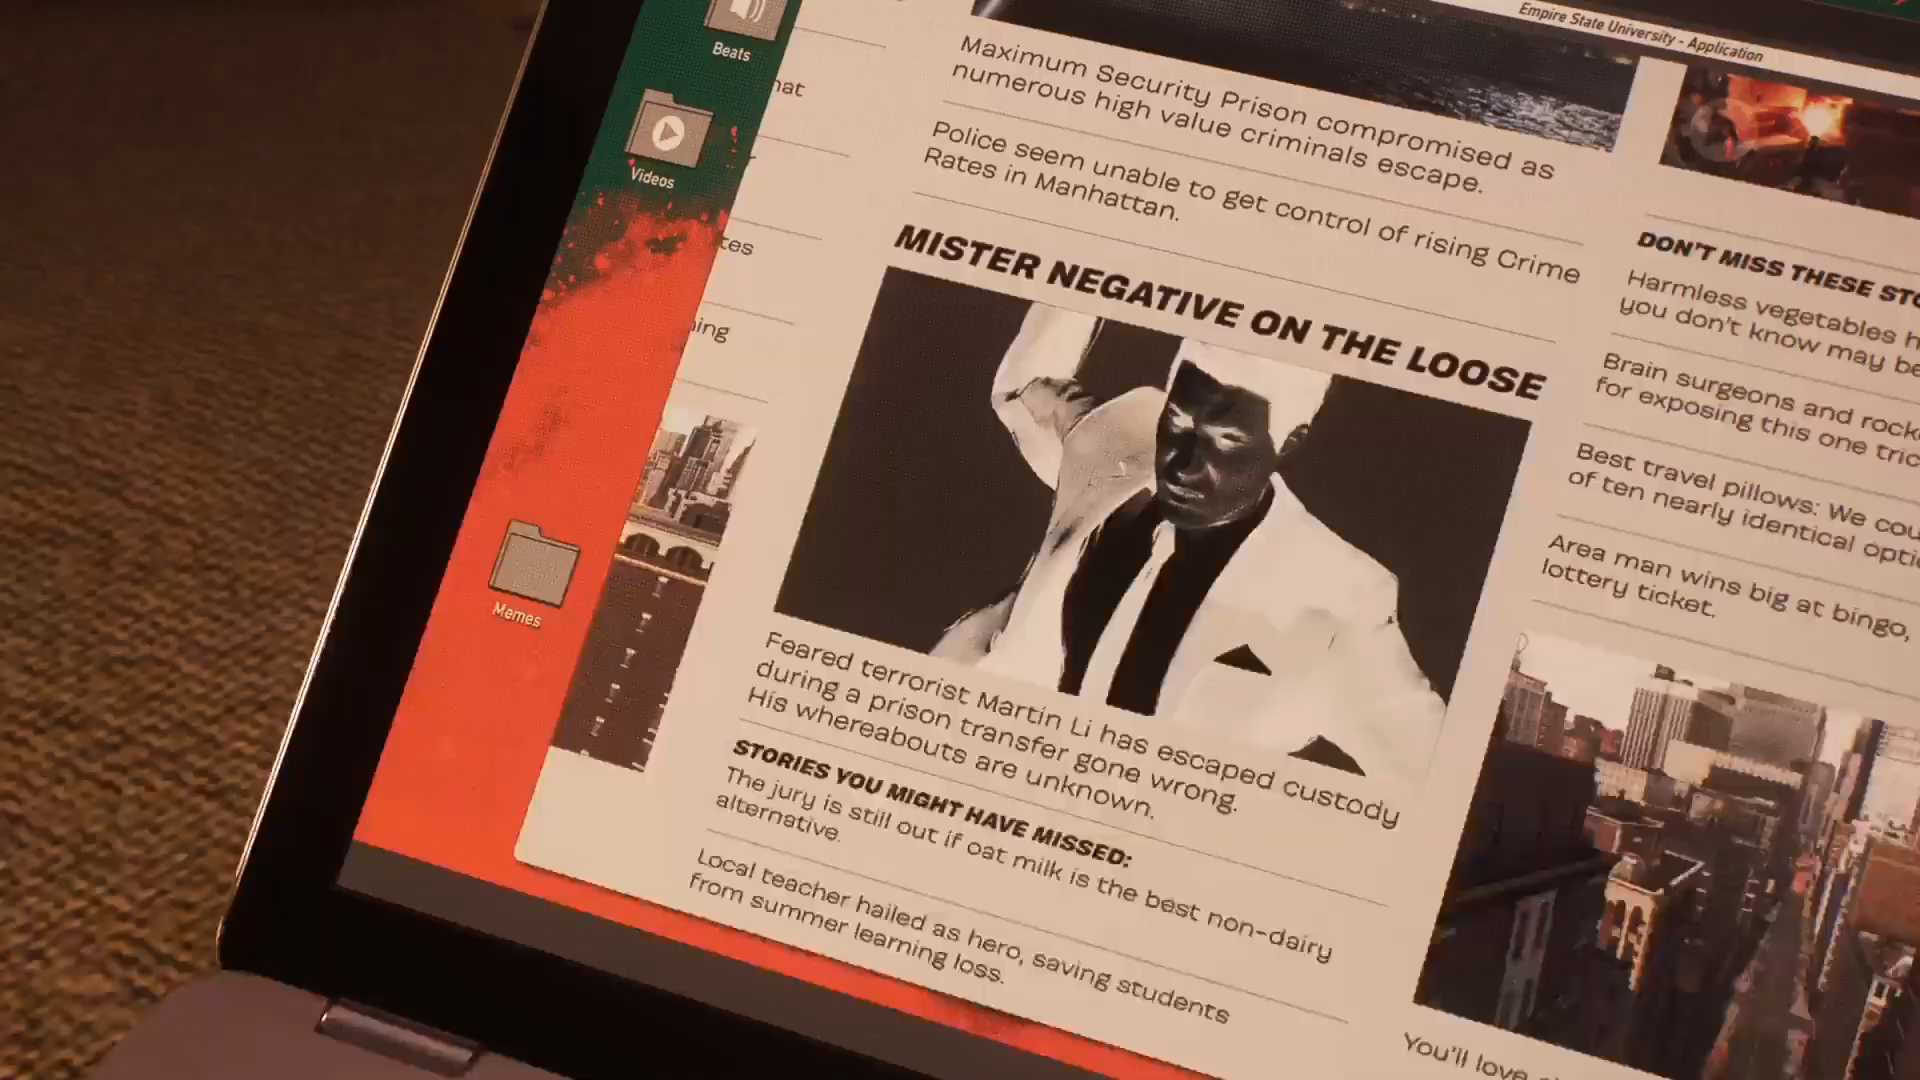 Empire State University - Application
Beats
Videos
Memes
Maximum Security Prison compromised as
numerous high value criminals escape.
Police seem unable to get control of rising Crime
Rates in Manhattan.
MISTER NEGATIVE ON THE LOOSE
Feared terrorist Martin Li has escaped custody
during a prison transfer gone wrong.
His whereabouts are unknown.
STORIES YOU MIGHT HAVE MISSED:
The jury is still out if oat milk is the best non-dairy
alternative.
Local teacher hailed as hero, saving students
from summer learning loss.
DON'T MISS THESE
Harmless vegetables
you don't know may be
Brain surgeons and
for exposing this one
Best travel pillows: We
of ten nearly identical
Area man wins big at bingo,
lottery ticket.
You'll love